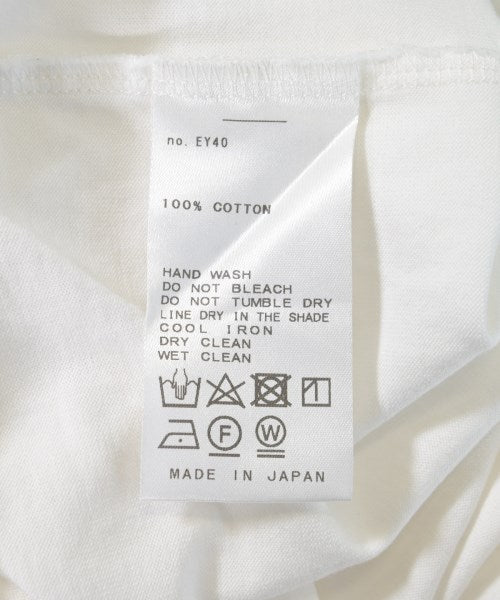 no. EY40
100% COTTON
HAND WASH
DO NOT BLEACH
DO NOT TUMBLE DRY
LINE DRY IN THE SHADE
COOL IRON
DRY CLEAN
WET CLEAN
F W
MADE IN JAPAN